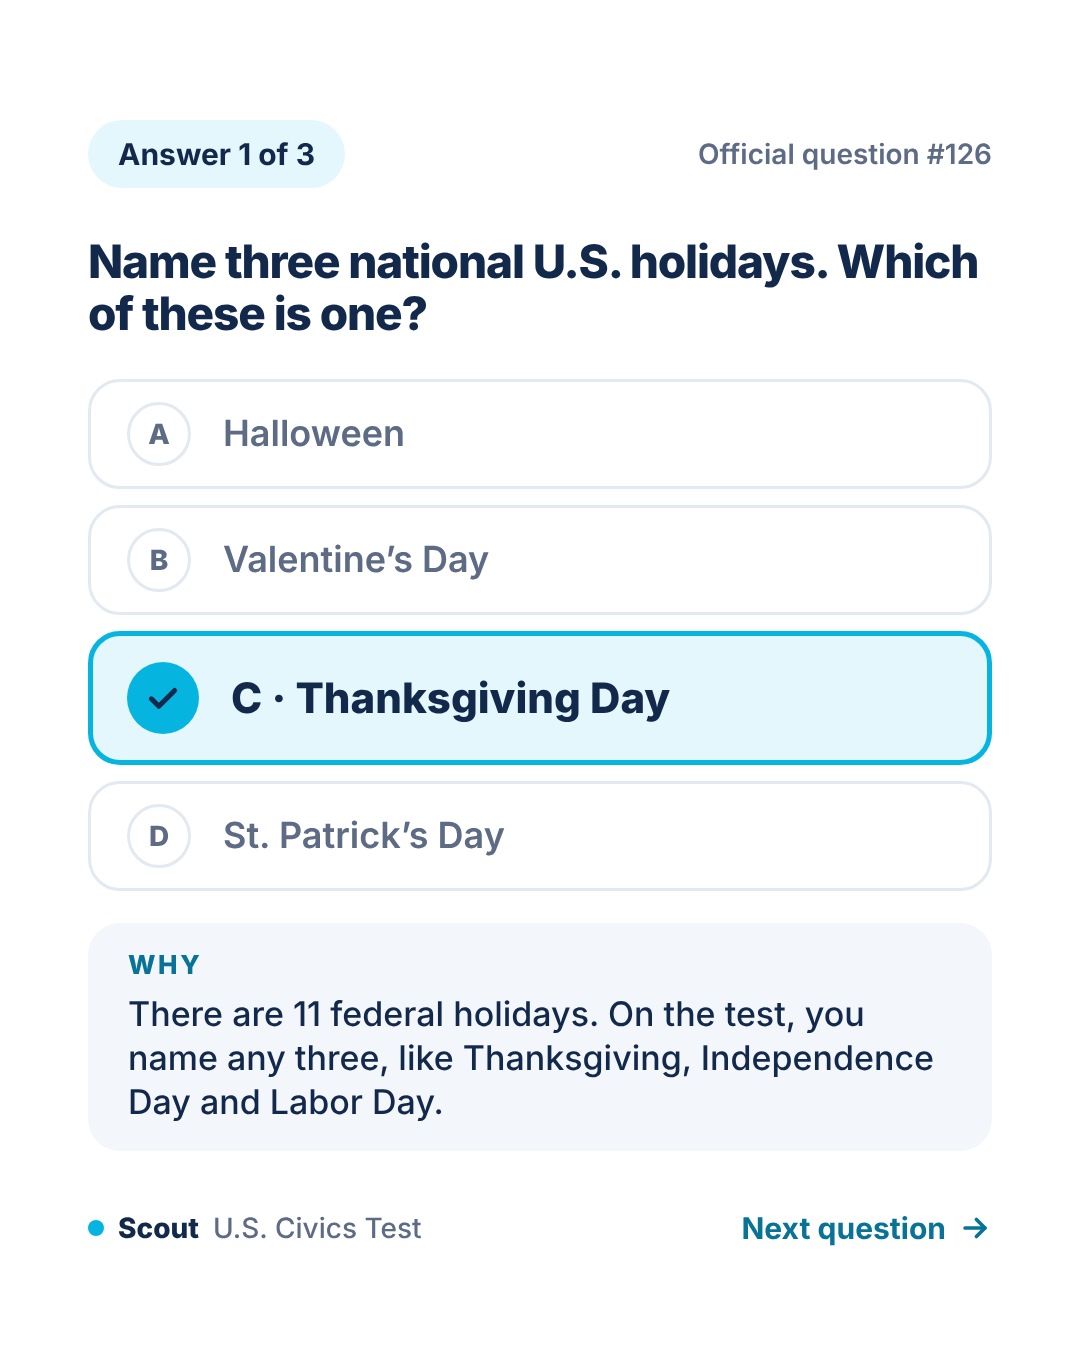 Answer 1 of 3
Official question #126
Name three national U.S. holidays. Which
of these is one?
A Halloween
B Valentine’s Day
C · Thanksgiving Day
D St. Patrick’s Day
WHY
There are 11 federal holidays. On the test, you
name any three, like Thanksgiving, Independence
Day and Labor Day.
Scout U.S. Civics Test
Next question →